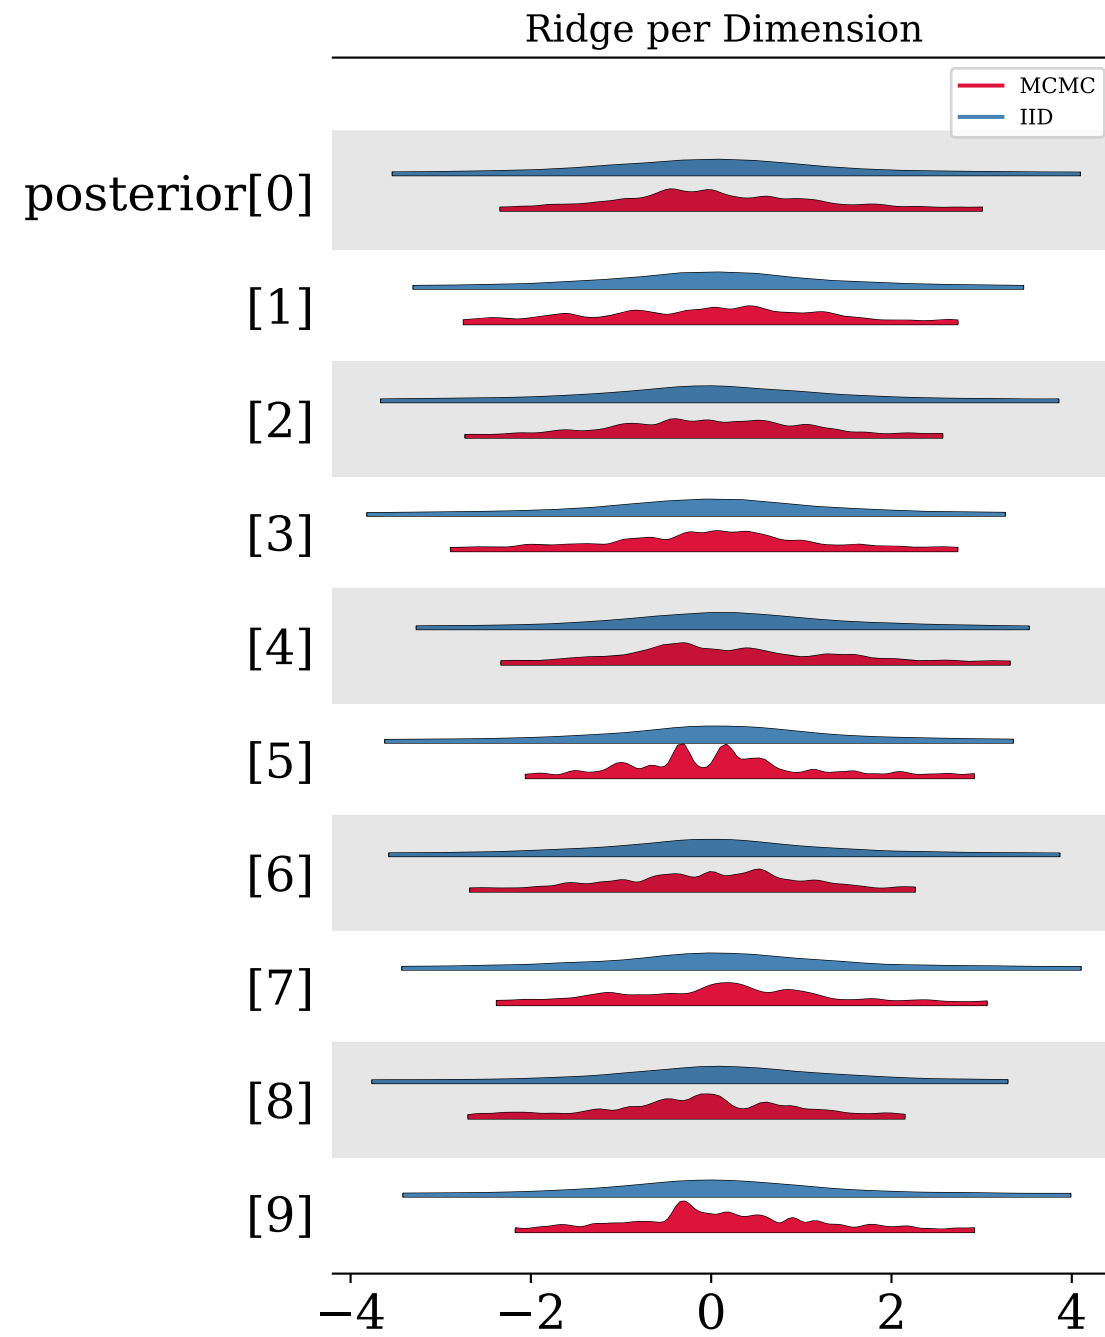 Ridge per Dimension
MCMC
IID
posterior[0]
[1]
[2]
[3]
[4]
[5]
[6]
[7]
[8]
[9]
−4 −2 0 2 4